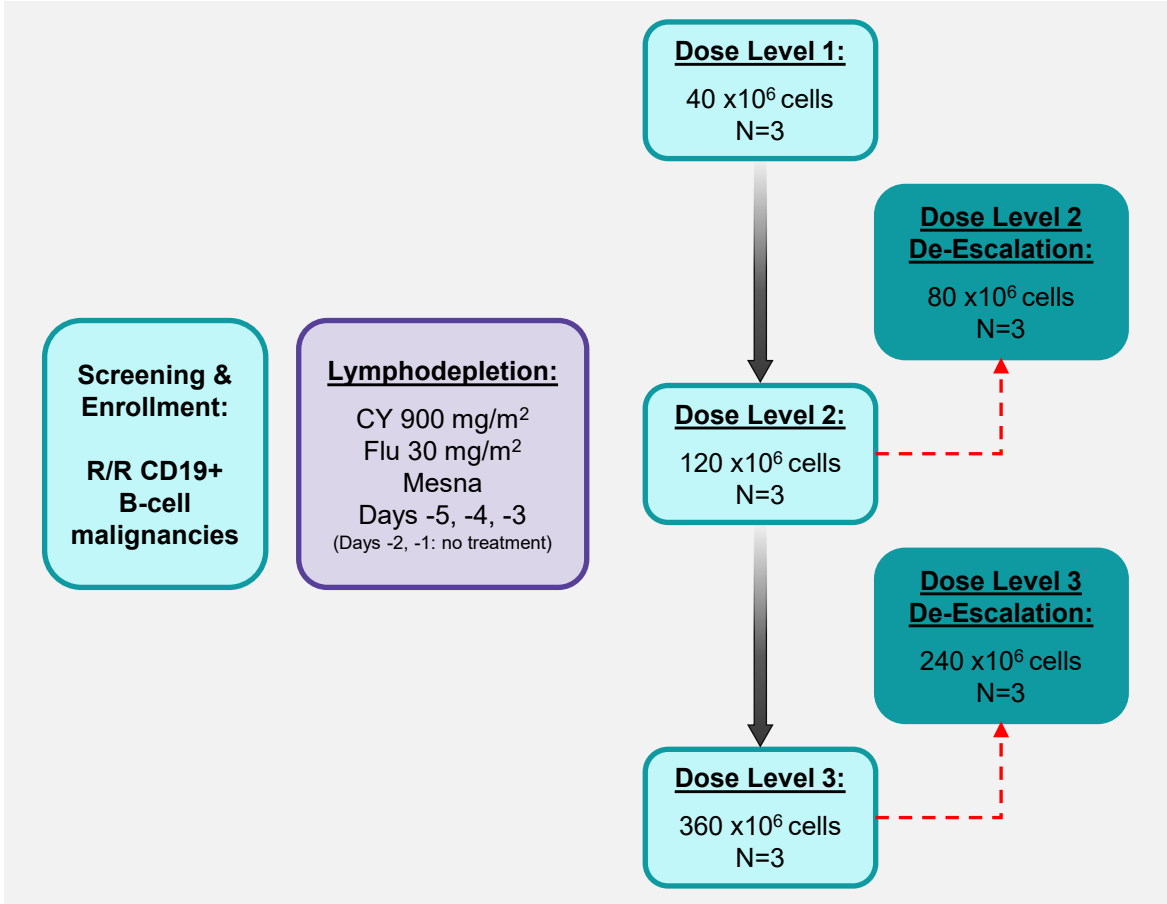 Screening &
Enrollment:
R/R CD19+
B-cell
malignancies
Lymphodepletion:
CY 900 mg/m²
Flu 30 mg/m²
Mesna
Days -5, -4, -3
(Days -2, -1: no treatment)
Dose Level 1:
40 x10⁶ cells
N=3
Dose Level 2
De-Escalation:
80 x10⁶ cells
N=3
Dose Level 2:
120 x10⁶ cells
N=3
Dose Level 3
De-Escalation:
240 x10⁶ cells
N=3
Dose Level 3:
360 x10⁶ cells
N=3